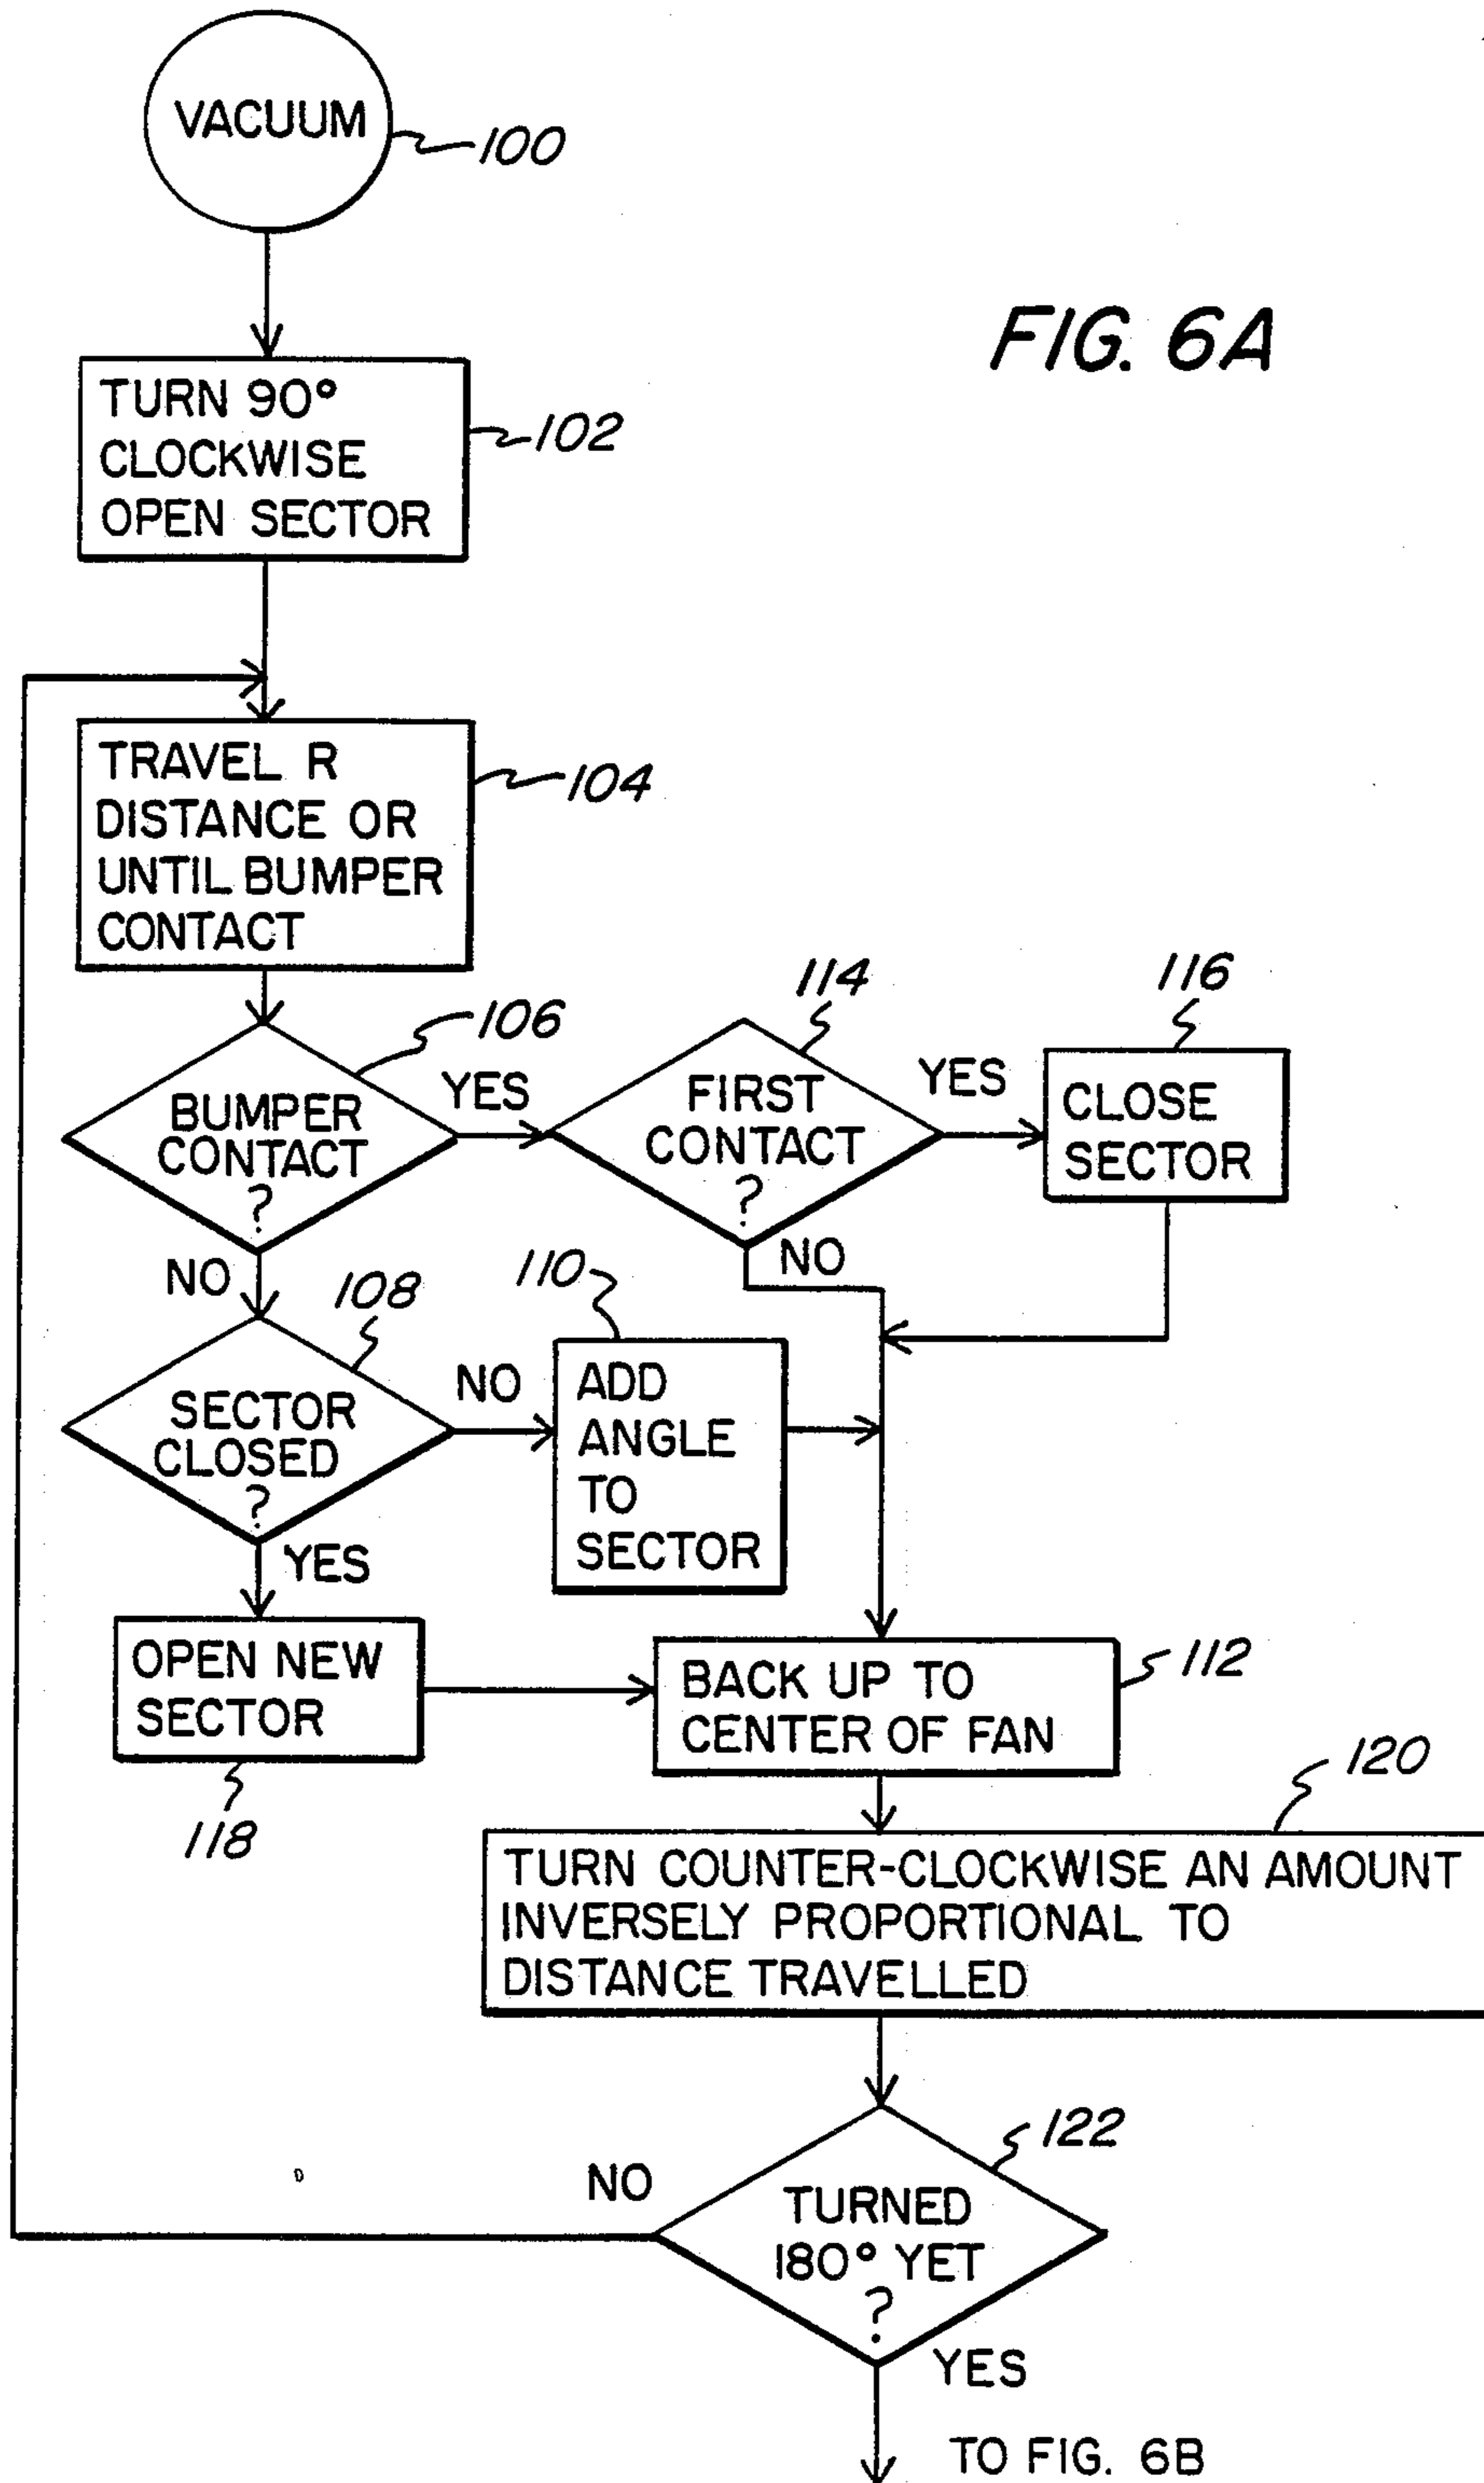 VACUUM
100
FIG. 6A
TURN 90°
CLOCKWISE
OPEN SECTOR
102
TRAVEL R
DISTANCE OR
UNTIL BUMPER
CONTACT
104
BUMPER
CONTACT
?
106
YES
NO
FIRST
CONTACT
?
114
YES
NO
CLOSE
SECTOR
116
SECTOR
CLOSED
?
108
NO
YES
ADD
ANGLE
TO
SECTOR
110
OPEN NEW
SECTOR
118
BACK UP TO
CENTER OF FAN
112
TURN COUNTER-CLOCKWISE AN AMOUNT
INVERSELY PROPORTIONAL TO
DISTANCE TRAVELLED
120
TURNED
180° YET
?
122
NO
YES
TO FIG. 6B